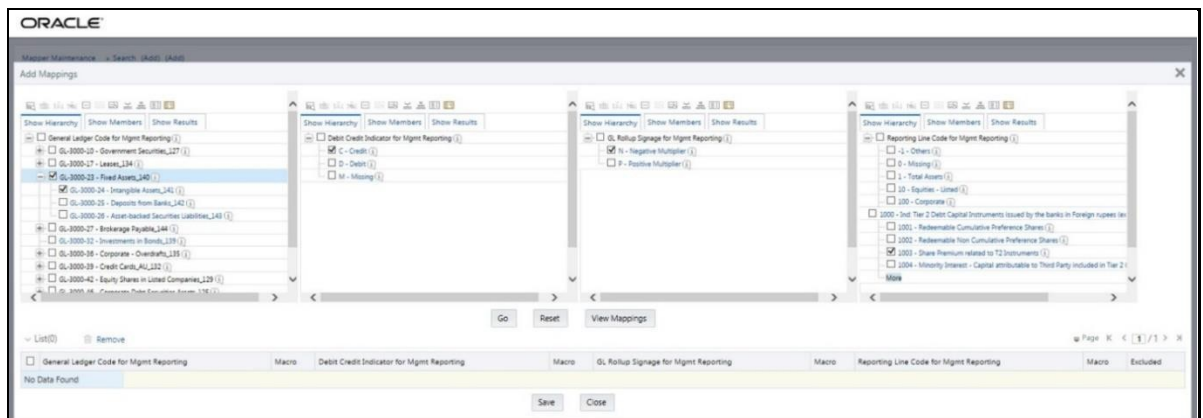 ORACLE
Mapper Maintenance > Search (Add) (Add)
Add Mappings
Show Hierarchy Show Members Show Results
General Ledger Code for Mgmt Reporting
GL-3000-10 - Government Securities_127
GL-3000-17 - Leases_134
GL-3000-23 - Fixed Assets_140
GL-3000-24 - Intangible Assets_141
GL-3000-25 - Deposits from Banks_142
GL-3000-26 - Asset-backed Securities Liabilities_143
GL-3000-27 - Brokerage Payable_144
GL-3000-32 - Investments in Bonds_139
GL-3000-38 - Corporate - Overdrafts_135
GL-3000-39 - Credit Cards_AU_132
GL-3000-42 - Equity Shares in Listed Companies_129
Show Hierarchy Show Members Show Results
Debit Credit Indicator for Mgmt Reporting
C - Credit
D - Debit
M - Missing
Show Hierarchy Show Members Show Results
GL Rollup Signage for Mgmt Reporting
N - Negative Multiplier
P - Positive Multiplier
Show Hierarchy Show Members Show Results
Reporting Line Code for Mgmt Reporting
-1 - Others
0 - Missing
1 - Total Assets
10 - Equities - Listed
100 - Corporate
1000 - Ind: Tier 2 Debt Capital Instruments issued by the banks in Foreign rupees
1001 - Redeemable Cumulative Preference Shares
1002 - Redeemable Non Cumulative Preference Shares
1003 - Share Premium related to T2 Instruments
1004 - Minority Interest - Capital attributable to Third Party included in Tier 2
More
Go Reset View Mappings
List(0) Remove
Page 1 / 1
General Ledger Code for Mgmt Reporting Macro Debit Credit Indicator for Mgmt Reporting Macro GL Rollup Signage for Mgmt Reporting Macro Reporting Line Code for Mgmt Reporting Macro Excluded
No Data Found
Save Close